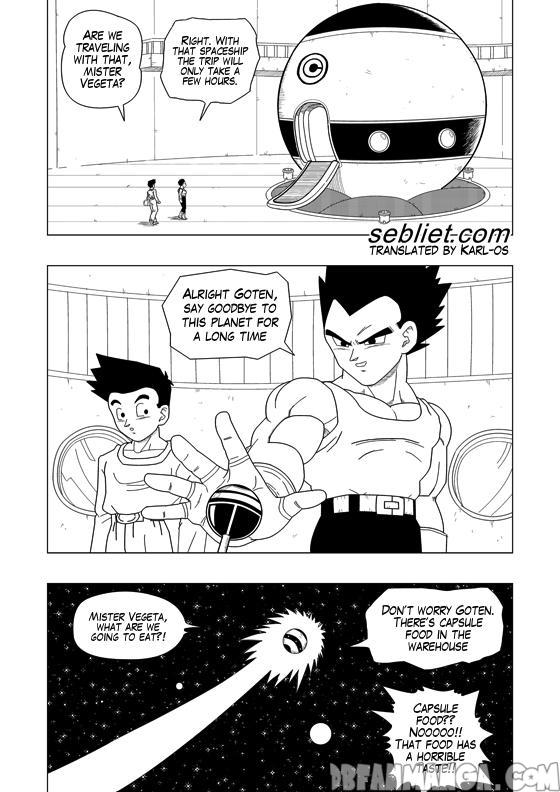 ARE WE
TRAVELING
WITH THAT,
MISTER
VEGETA?
RIGHT. WITH
THAT SPACESHIP
THE TRIP WILL
ONLY TAKE A
FEW HOURS.
sebliet.com
TRANSLATED BY KARL-OS
ALRIGHT GOTEN,
SAY GOODBYE TO
THIS PLANET FOR
A LONG TIME
MISTER VEGETA,
WHAT ARE WE
GOING TO EAT?!
DON'T WORRY GOTEN.
THERE'S CAPSULE
FOOD IN THE
WAREHOUSE
CAPSULE
FOOD??
NOOOOO!!
THAT FOOD HAS
A HORRIBLE
TASTE!!
DBFANMANGA.COM